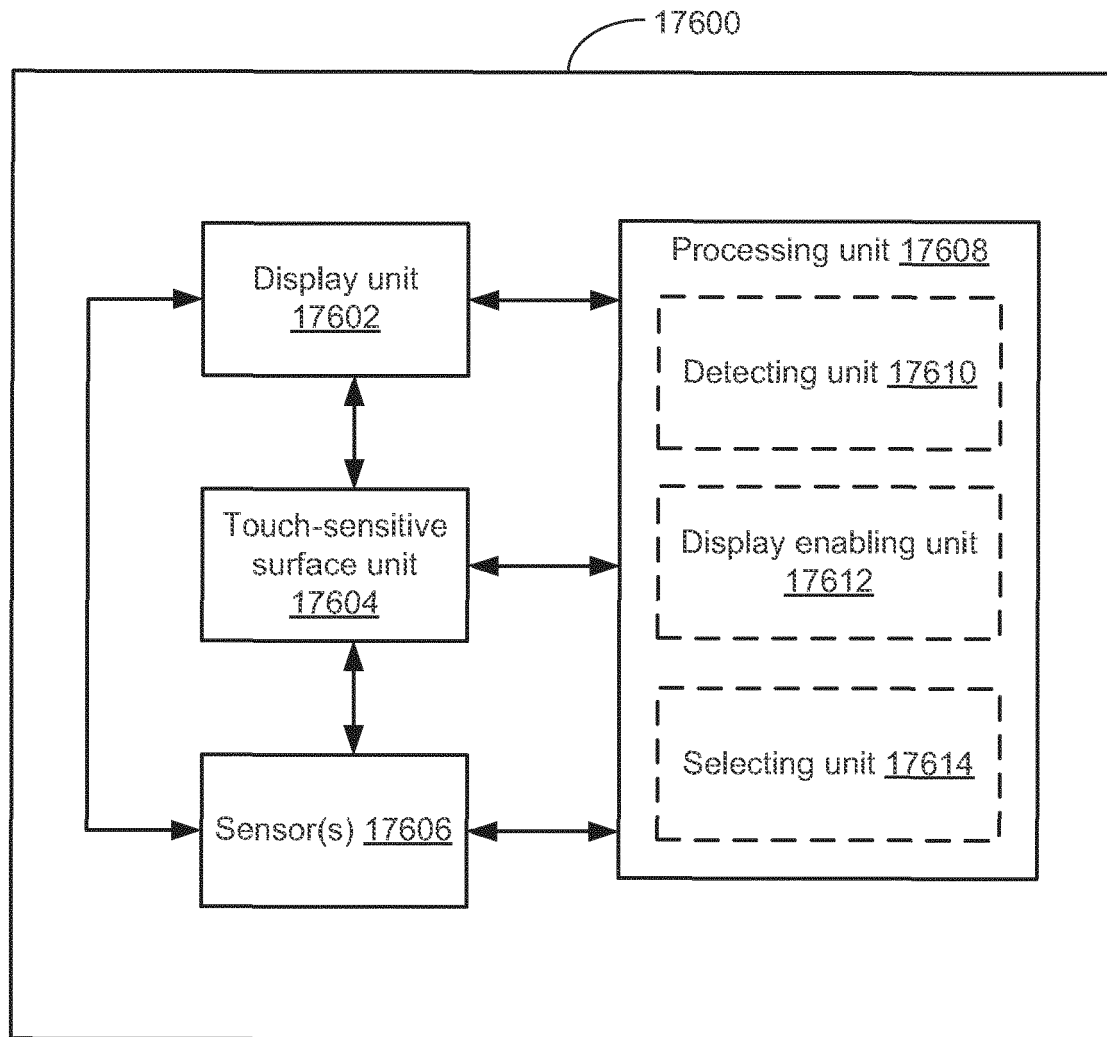 17600
Display unit
17602
Touch-sensitive
surface unit
17604
Sensor(s) 17606
Processing unit 17608
Detecting unit 17610
Display enabling unit
17612
Selecting unit 17614